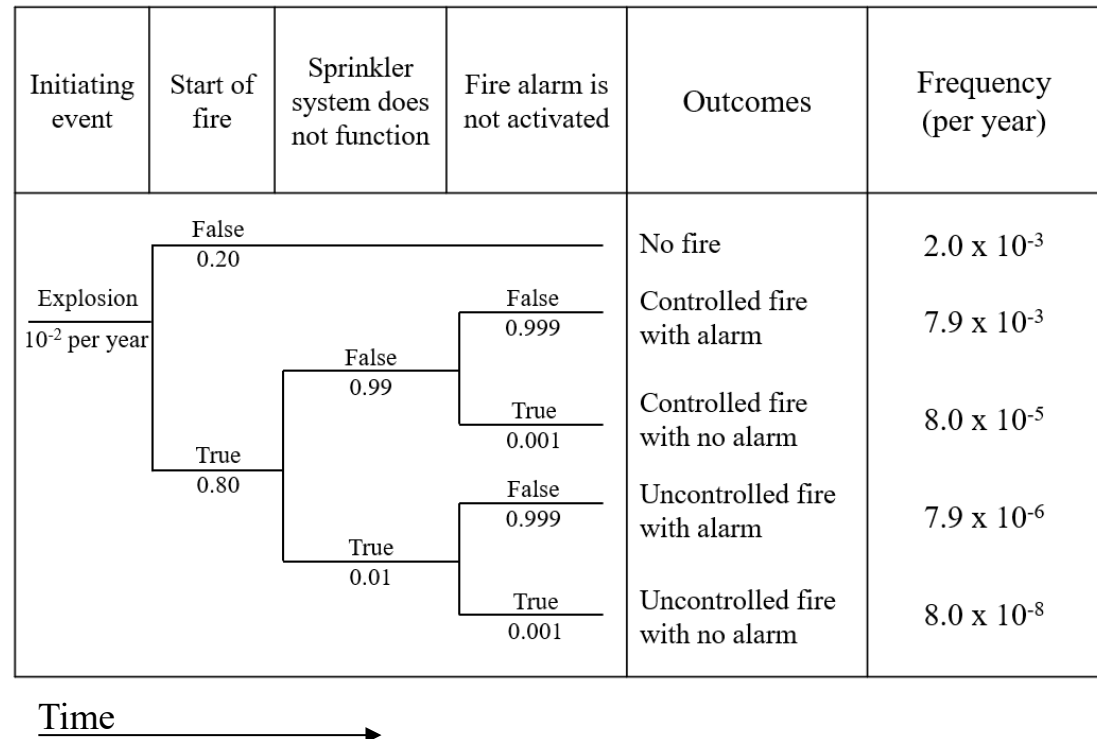 Initiating
event
Start of
fire
Sprinkler
system does
not function
Fire alarm is
not activated
Outcomes
Frequency
(per year)
False
0.20
No fire
2.0 x 10⁻³
Explosion
10⁻² per year
False
0.999
Controlled fire
with alarm
7.9 x 10⁻³
False
0.99
True
0.001
Controlled fire
with no alarm
8.0 x 10⁻⁵
True
0.80
False
0.999
Uncontrolled fire
with alarm
7.9 x 10⁻⁶
True
0.01
True
0.001
Uncontrolled fire
with no alarm
8.0 x 10⁻⁸
Time